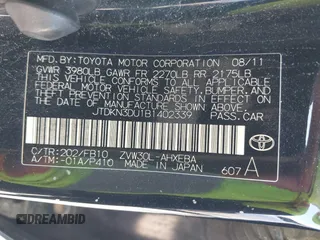 MFD. BY: TOYOTA MOTOR CORPORATION 08/11
GVWR 3980LB GAWR FR 2270LB RR 2175LB
THIS VEHICLE CONFORMS TO ALL APPLICABLE
FEDERAL MOTOR VEHICLE SAFETY, BUMPER, AND
THEFT PREVENTION STANDARDS IN EFFECT ON
THE DATE OF MANUFACTURE SHOWN ABOVE.
JTDKN3DU1B1402339 PASS.CAR
C/TR: 202/FB10 ZVW30L-AHXEBA
A/TM: -01A/P410 MADE IN JAPAN 607 A
DREAMBID